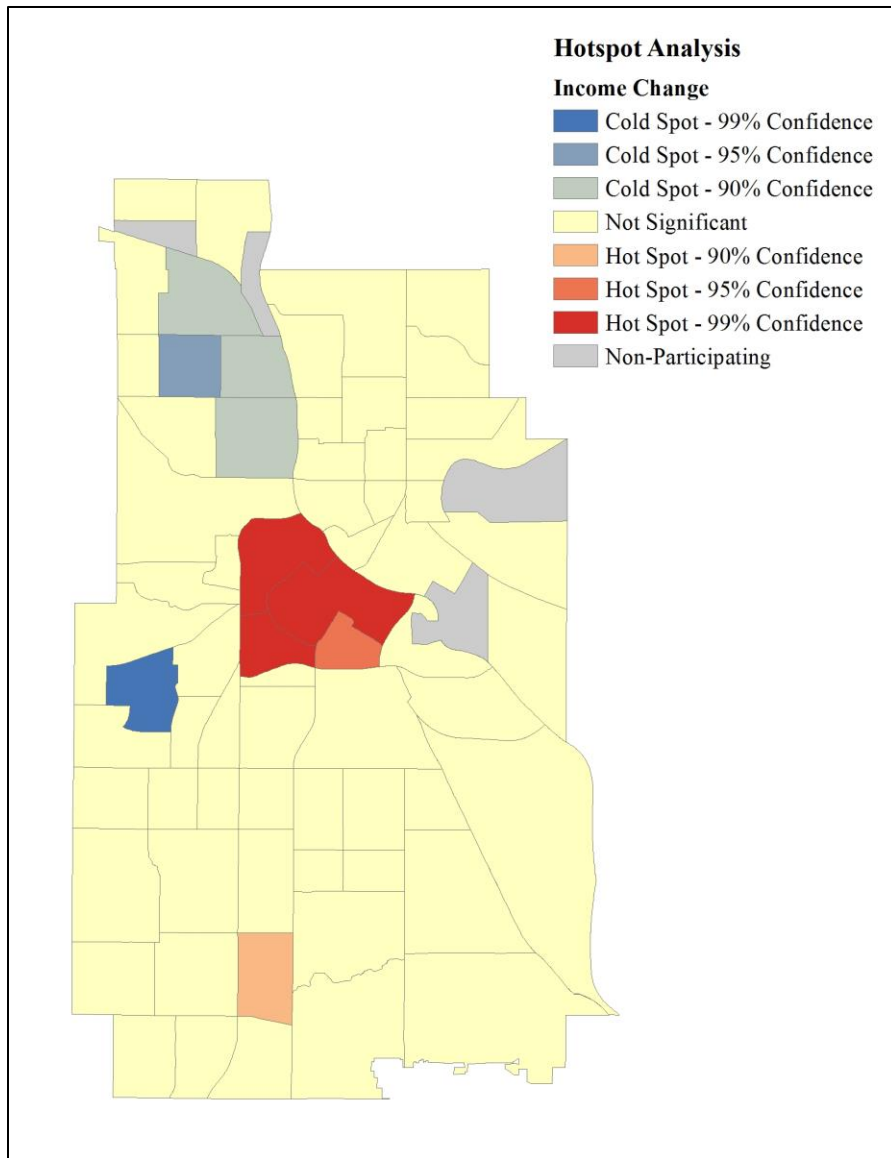 Hotspot Analysis
Income Change
Cold Spot - 99% Confidence
Cold Spot - 95% Confidence
Cold Spot - 90% Confidence
Not Significant
Hot Spot - 90% Confidence
Hot Spot - 95% Confidence
Hot Spot - 99% Confidence
Non-Participating